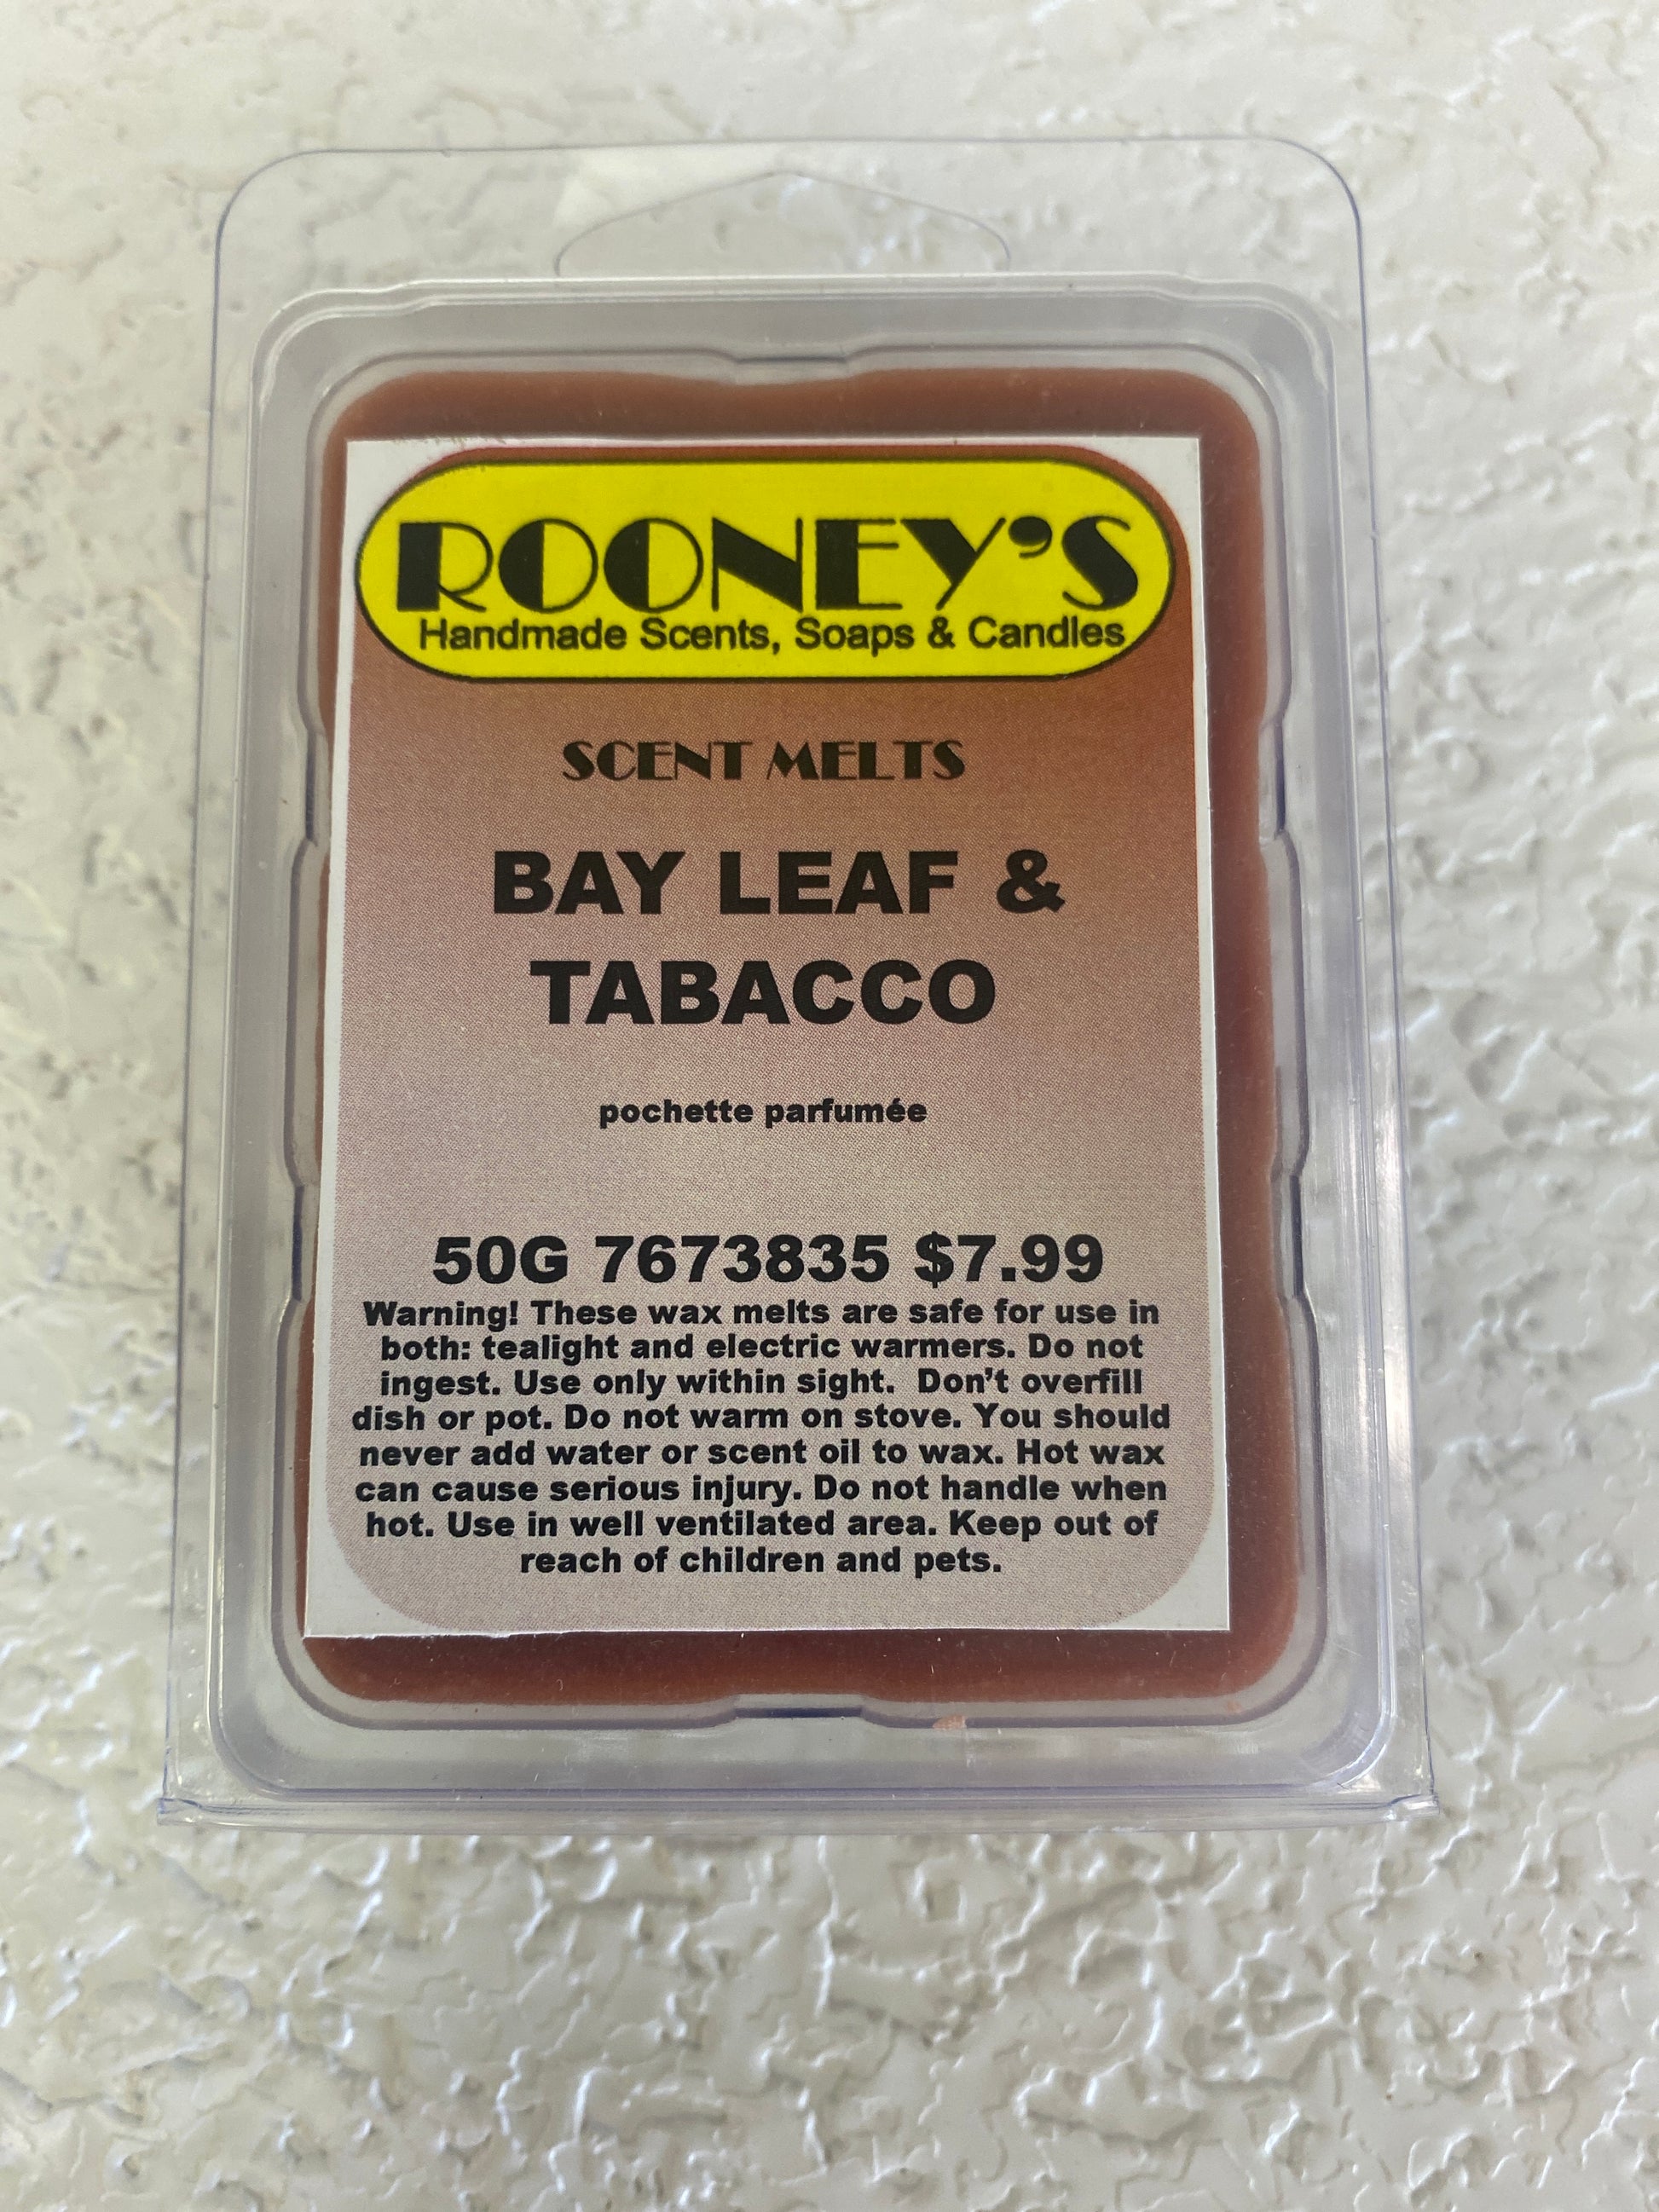 ROONEY'S
Handmade Scents, Soaps & Candles
SCENT MELTS
BAY LEAF &
TABACCO
pochette parfumée
50G 7673835 $7.99
Warning! These wax melts are safe for use in
both: tealight and electric warmers. Do not
ingest. Use only within sight.  Don't overfill
dish or pot. Do not warm on stove. You should
never add water or scent oil to wax. Hot wax
can cause serious injury. Do not handle when
hot. Use in well ventilated area. Keep out of
reach of children and pets.